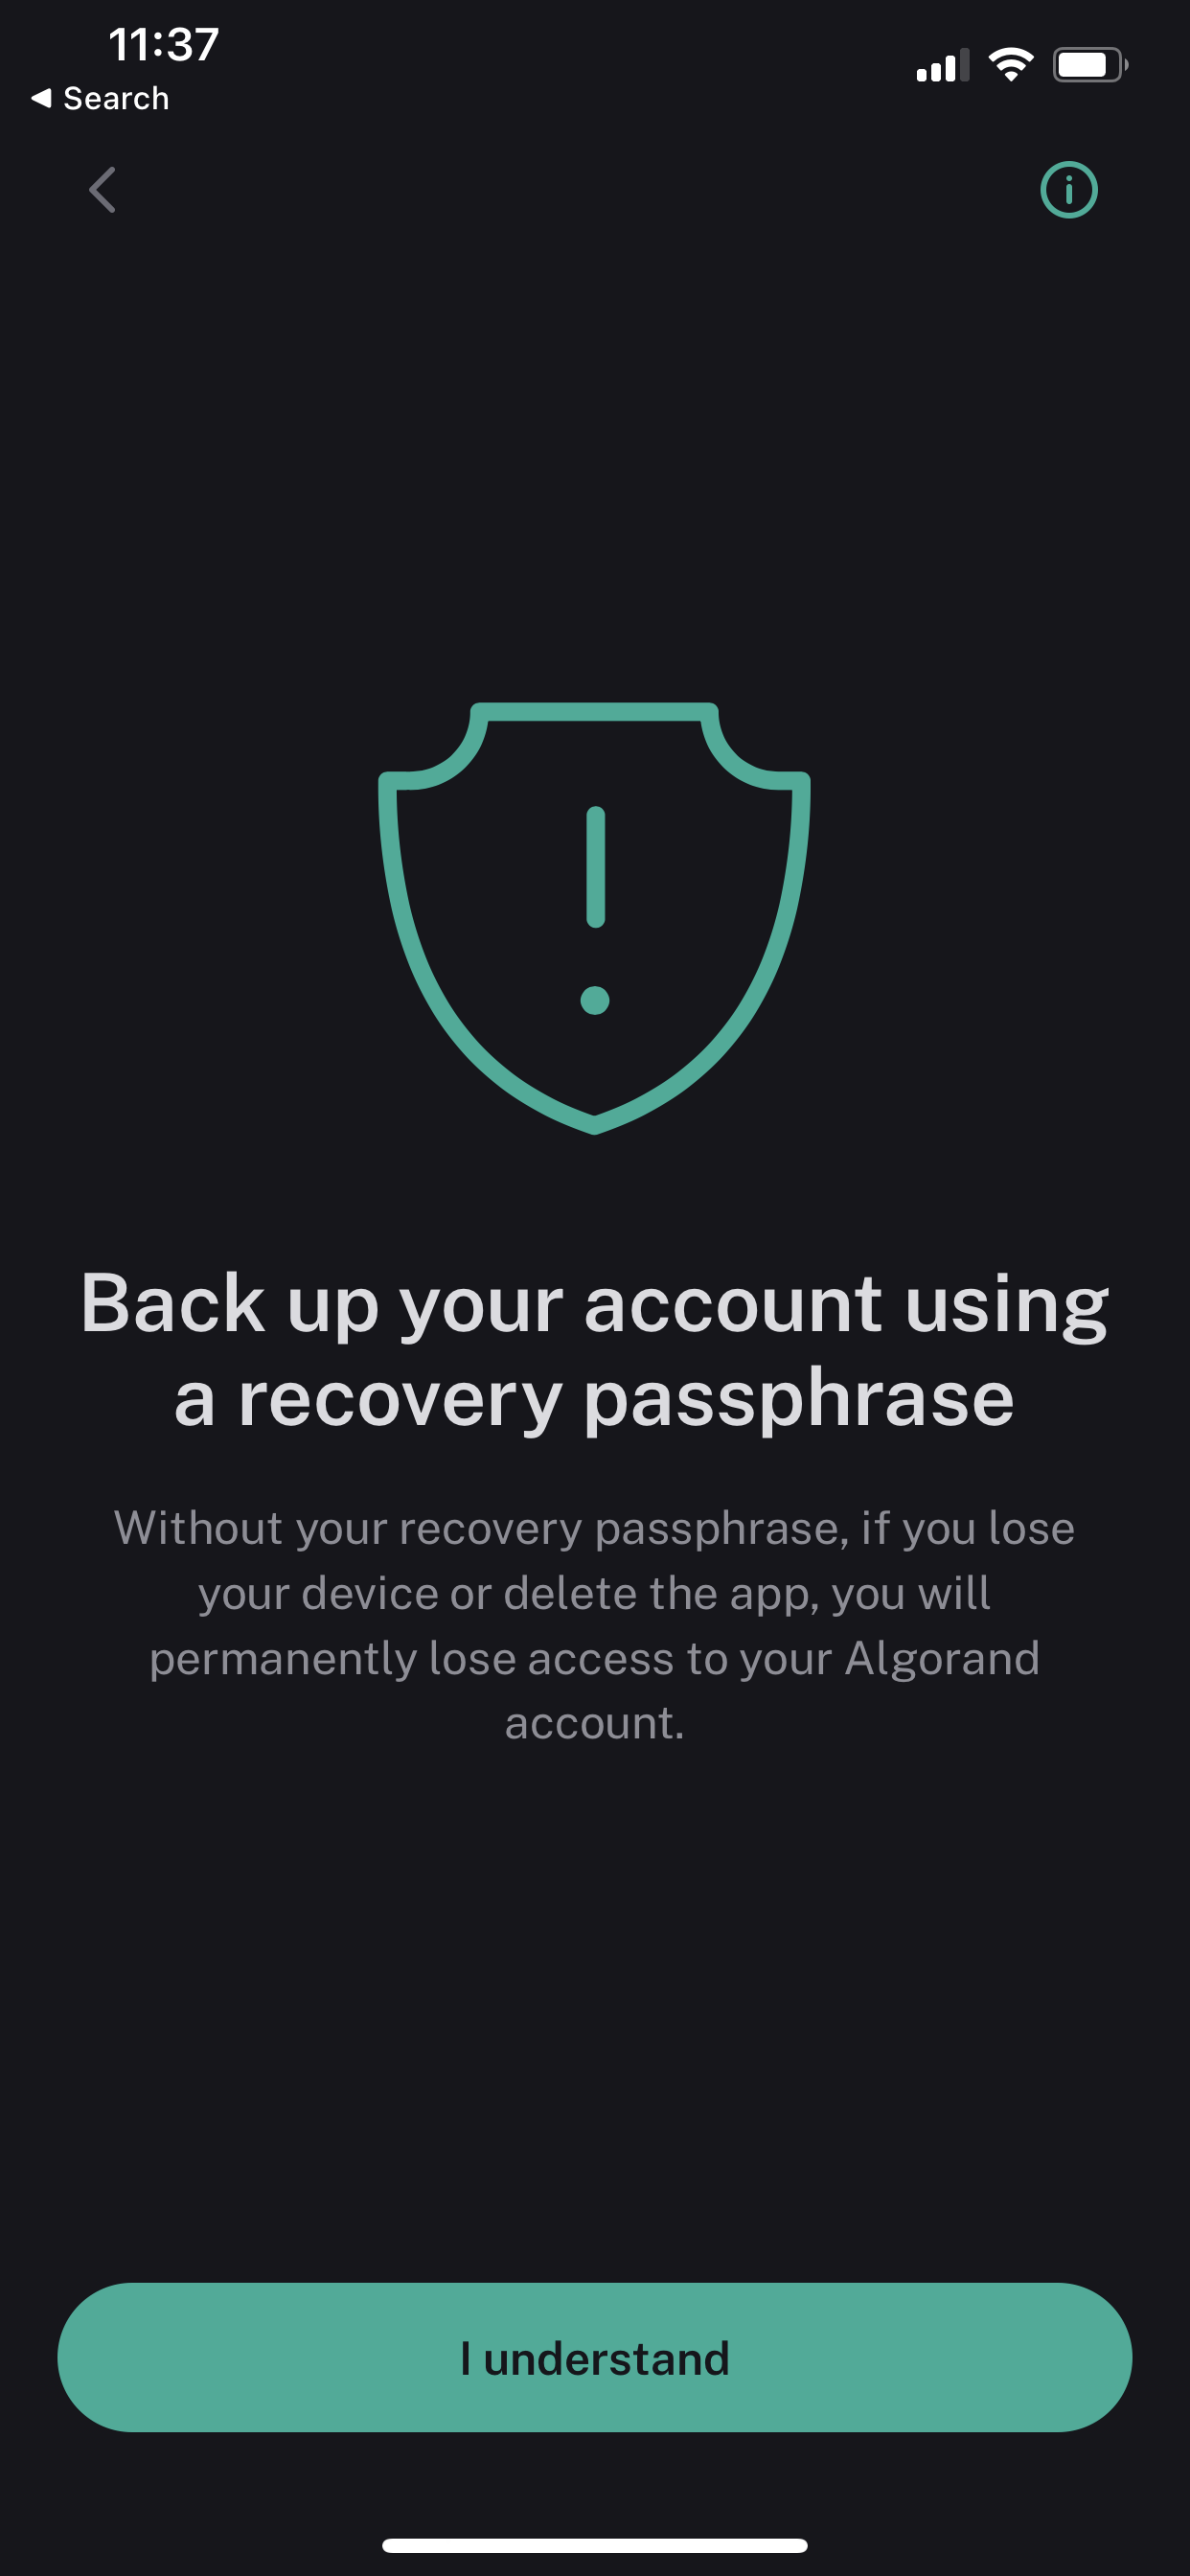 11:37
Search
Back up your account using
a recovery passphrase
Without your recovery passphrase, if you lose
your device or delete the app, you will
permanently lose access to your Algorand
account.
I understand